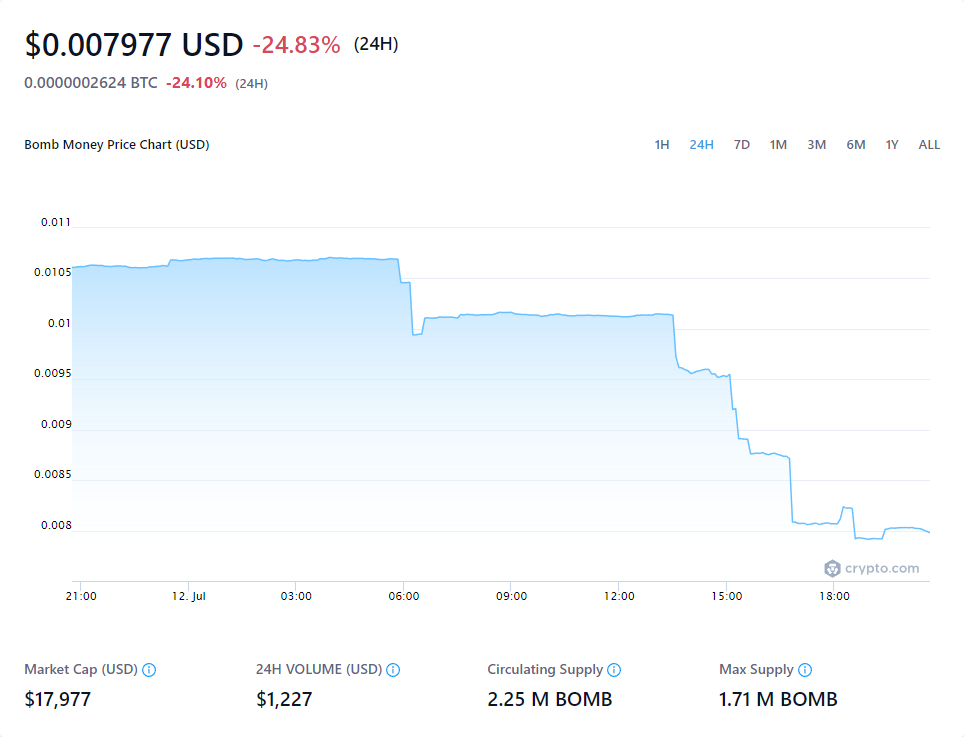 $0.007977 USD -24.83% (24H)
0.0000002624 BTC -24.10% (24H)
Bomb Money Price Chart (USD) 1H 24H 7D 1M 3M 6M 1Y ALL
0.011
0.0105
0.01
0.0095
0.009
0.0085
0.008
crypto.com
21:00 12. Jul 03:00 06:00 09:00 12:00 15:00 18:00
Market Cap (USD) 24H VOLUME (USD) Circulating Supply Max Supply
$17,977 $1,227 2.25 M BOMB 1.71 M BOMB